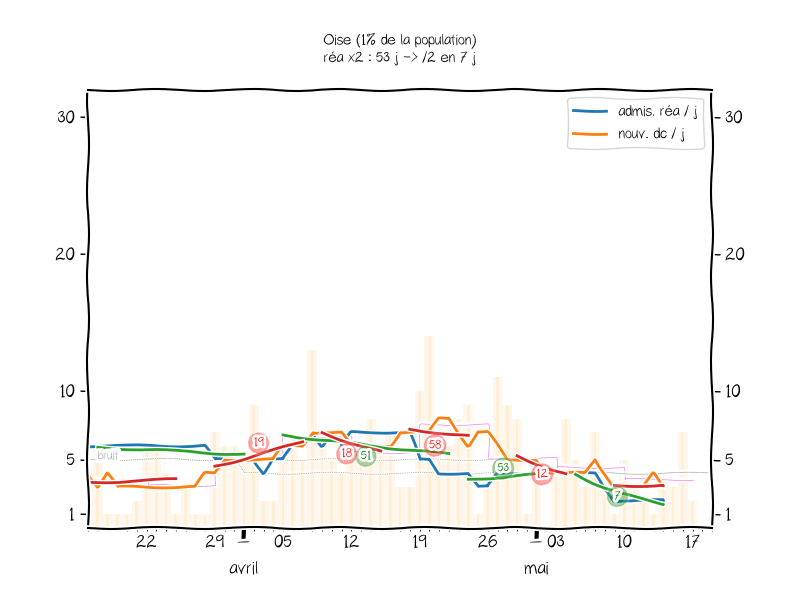 Oise (1% de la population)
réa x2 : 53 j -> /2 en 7 j
admis. réa / j
nouv. dc / j
30 30
20 20
10 10
5 5
1 1
bruit
19
18
51
58
53
12
7
22 29 05 12 19 26 03 10 17
avril mai